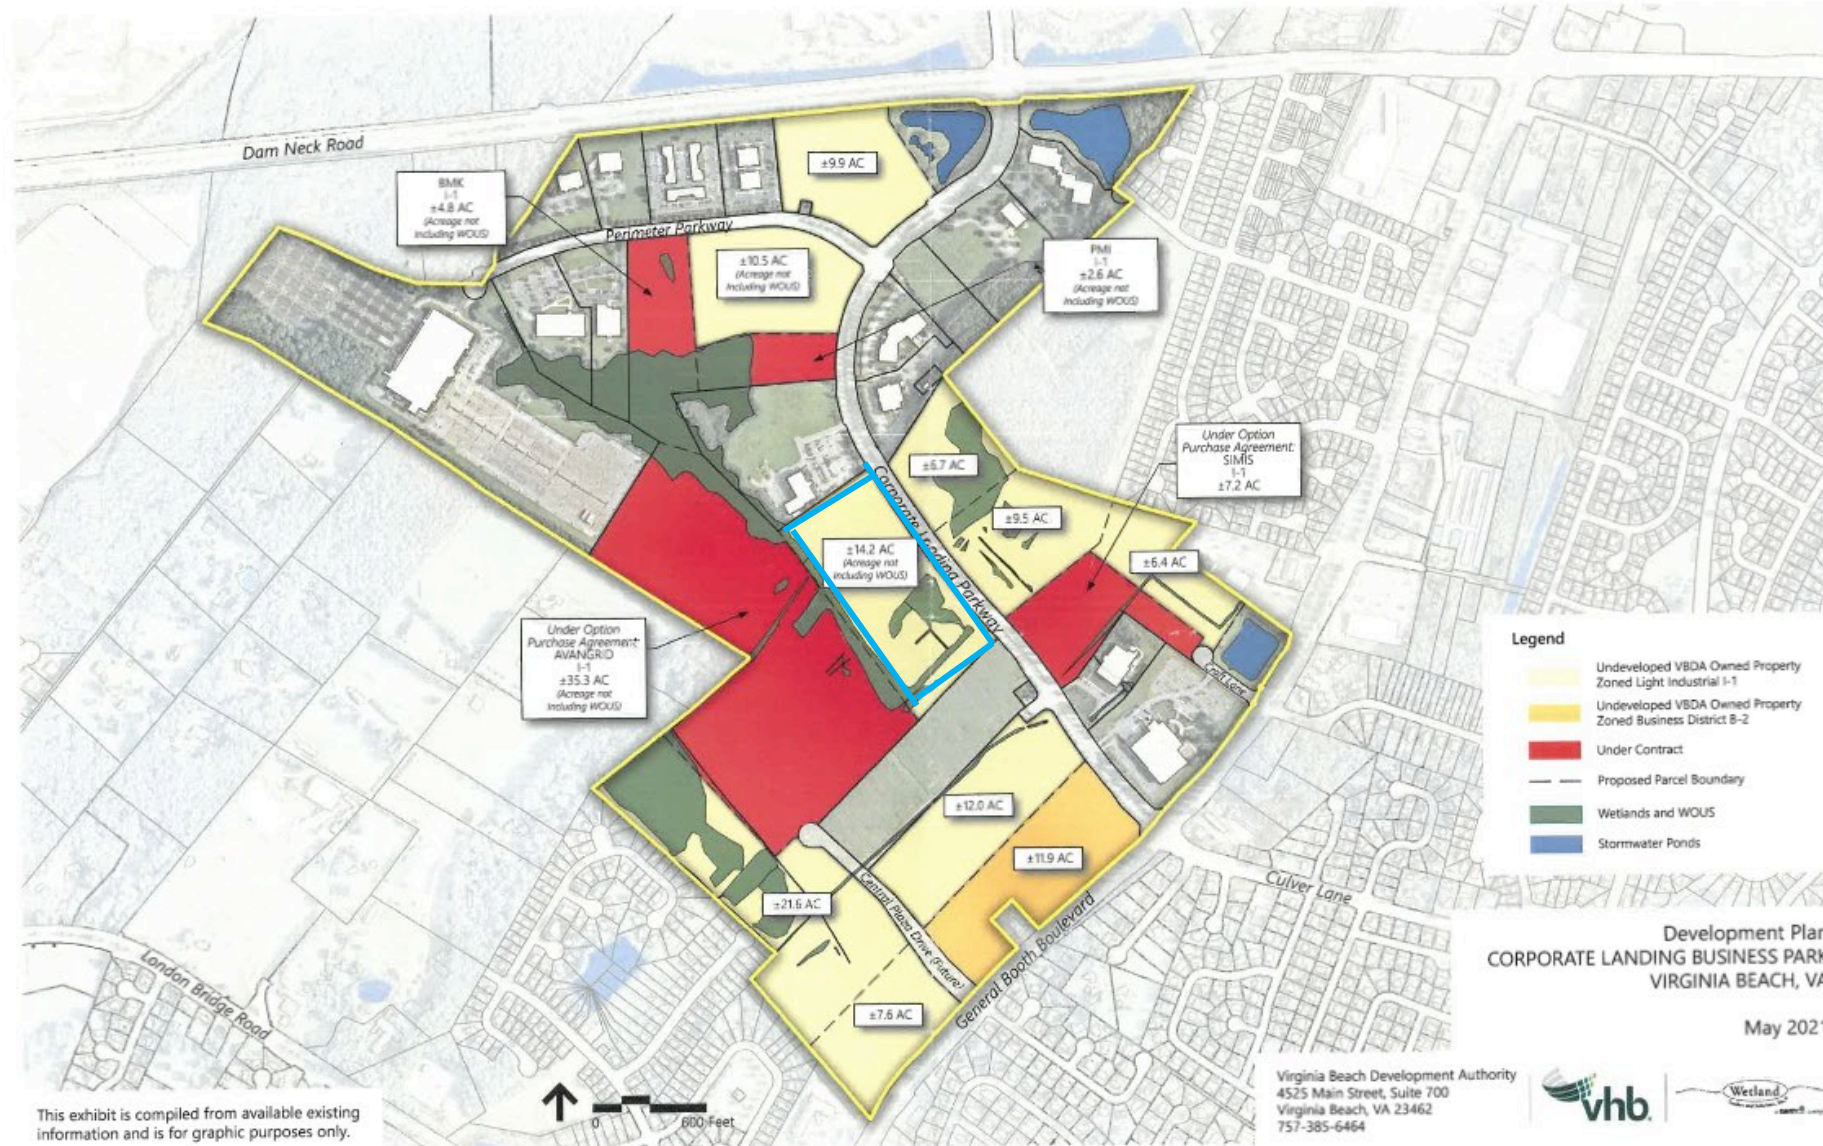 Dam Neck Road
BMK
I-1
±4.8 AC
(Acreage not
including WOUS)
±9.9 AC
Perimeter Parkway
±10.5 AC
(Acreage not
including WOUS)
PMI
I-1
±2.6 AC
(Acreage not
including WOUS)
Under Option
Purchase Agreement:
SIMIS
I-1
±7.2 AC
±6.7 AC
Corporate Landing Parkway
±9.5 AC
±14.2 AC
(Acreage not
including WOUS)
±6.4 AC
Under Option
Purchase Agreement:
AVANGRID
I-1
±35.3 AC
(Acreage not
including WOUS)
Croft Lane
Legend
Undeveloped VBDA Owned Property
Zoned Light Industrial I-1
Undeveloped VBDA Owned Property
Zoned Business District B-2
Under Contract
Proposed Parcel Boundary
Wetlands and WOUS
Stormwater Ponds
±12.0 AC
±11.9 AC
Culver Lane
±21.6 AC
Central Plaza Drive (Future)
General Booth Boulevard
London Bridge Road
±7.6 AC
Development Plan
CORPORATE LANDING BUSINESS PARK
VIRGINIA BEACH, VA
May 2021
0 600 Feet
This exhibit is compiled from available existing
information and is for graphic purposes only.
Virginia Beach Development Authority
4525 Main Street, Suite 700
Virginia Beach, VA 23462
757-385-6464
vhb
Wetland